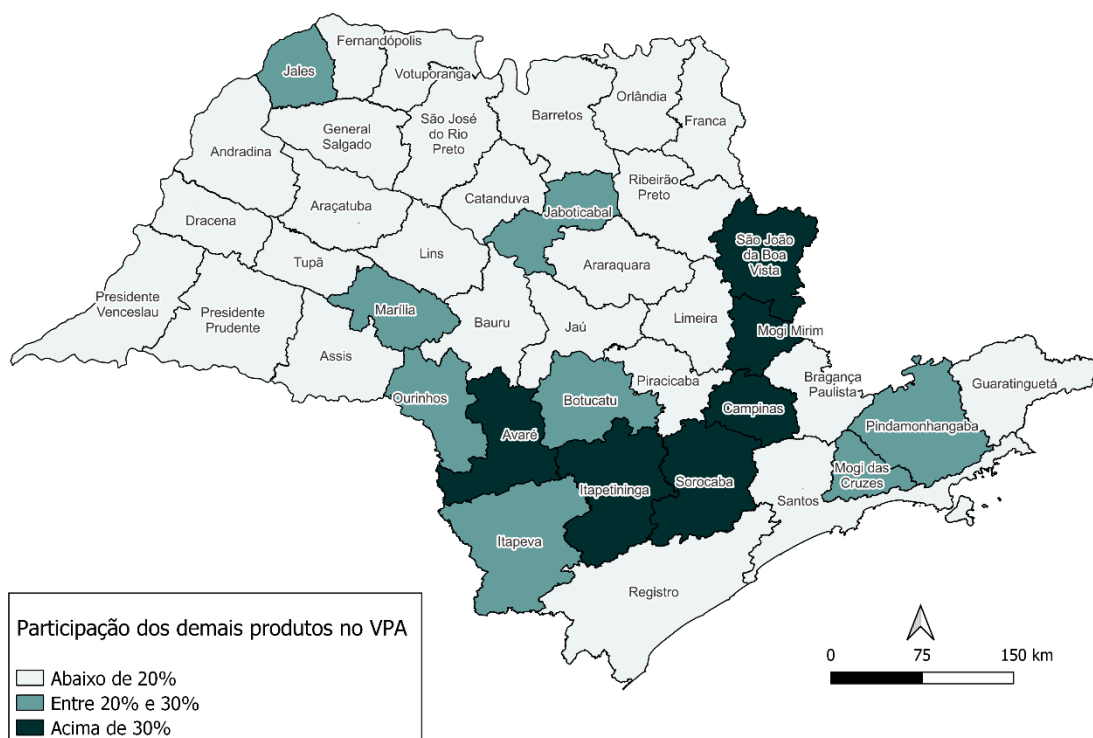 Fernandópolis
Jales
Votuporanga
Orlândia
Barretos
Franca
São José
do Rio
Preto
General
Salgado
Andradina
Ribeirão
Preto
Catanduva
Jaboticabal
Araçatuba
Dracena
São João
da Boa
Vista
Lins
Tupã
Araraquara
Presidente
Venceslau
Presidente
Prudente
Marília
Bauru
Jaú
Limeira
Mogi Mirim
Assis
Bragança
Paulista
Piracicaba
Guaratinguetá
Ourinhos
Botucatu
Campinas
Pindamonhangaba
Avaré
Mogi das
Cruzes
Itapetininga
Sorocaba
Santos
Itapeva
Registro
Participação dos demais produtos no VPA
Abaixo de 20%
Entre 20% e 30%
Acima de 30%
0 75 150 km